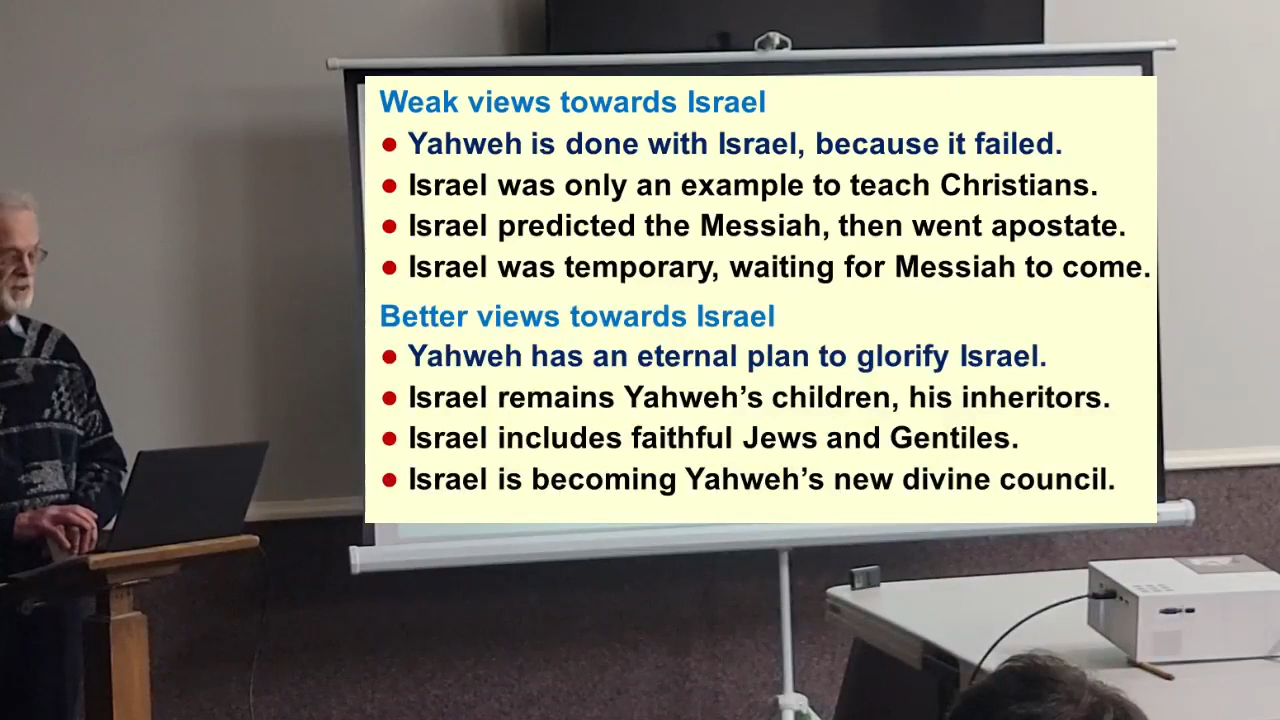 Weak views towards Israel
● Yahweh is done with Israel, because it failed.
● Israel was only an example to teach Christians.
● Israel predicted the Messiah, then went apostate.
● Israel was temporary, waiting for Messiah to come.
Better views towards Israel
● Yahweh has an eternal plan to glorify Israel.
● Israel remains Yahweh’s children, his inheritors.
● Israel includes faithful Jews and Gentiles.
● Israel is becoming Yahweh’s new divine council.